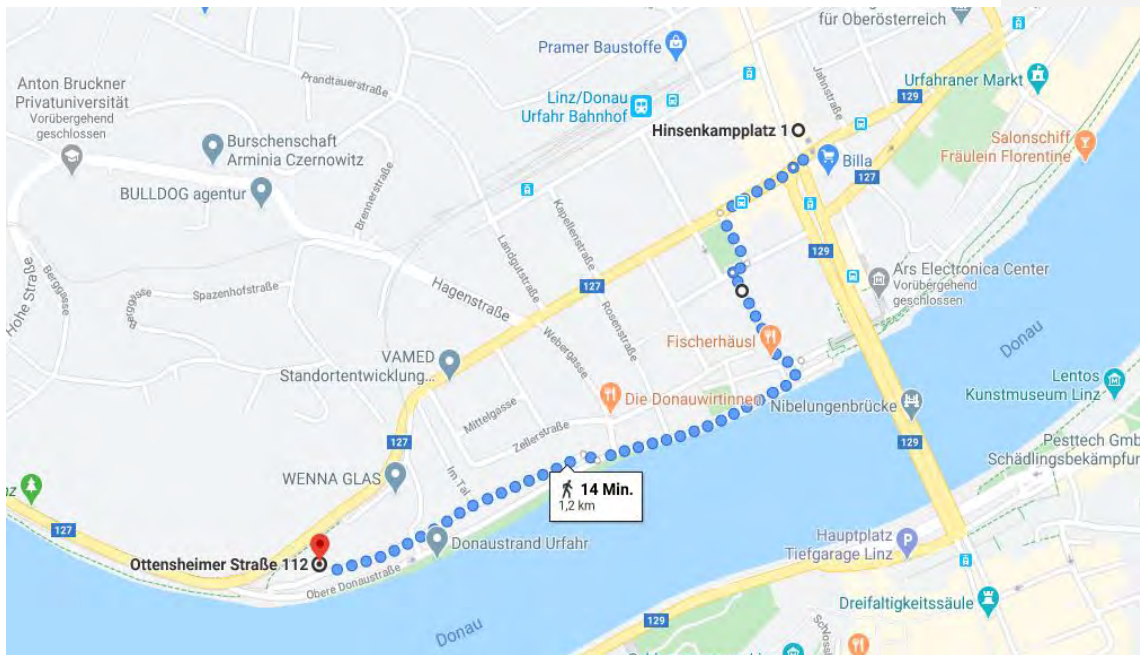 für Oberösterreich
Pramer Baustoffe
Anton Bruckner
Privatuniversität
Vorübergehend
geschlossen
Prandtauerstraße
Linz/Donau
Urfahr Bahnhof
Jahnstraße
129
Urfahraner Markt
Hinsenkampplatz 1
Burschenschaft
Arminia Czernowitz
Salonschiff
Fräulein Florentine
Billa
127
BULLDOG agentur
Brennerstraße
Kapellenstraße
Landgutstraße
Hohe Straße
Berggasse
Berggasse
Spazenhofstraße
Hagenstraße
127
129
Ars Electronica Center
Vorübergehend
geschlossen
Rosenstraße
Webergasse
Fischerhäusl
Donau
VAMED
Standortentwicklung...
Lentos
Kunstmuseum Linz
Die Donauwirtinnen
Nibelungenbrücke
Mittelgasse
Zellerstraße
127
129
Pesttech Gmb
Schädlingsbekämpfun
WENNA GLAS
Im Tal
14 Min.
1,2 km
127
Donaustrand Urfahr
Hauptplatz
Tiefgarage Linz
P
Ottensheimer Straße 112
Obere Donaustraße
Dreifaltigkeitssäule
129
129
Donau